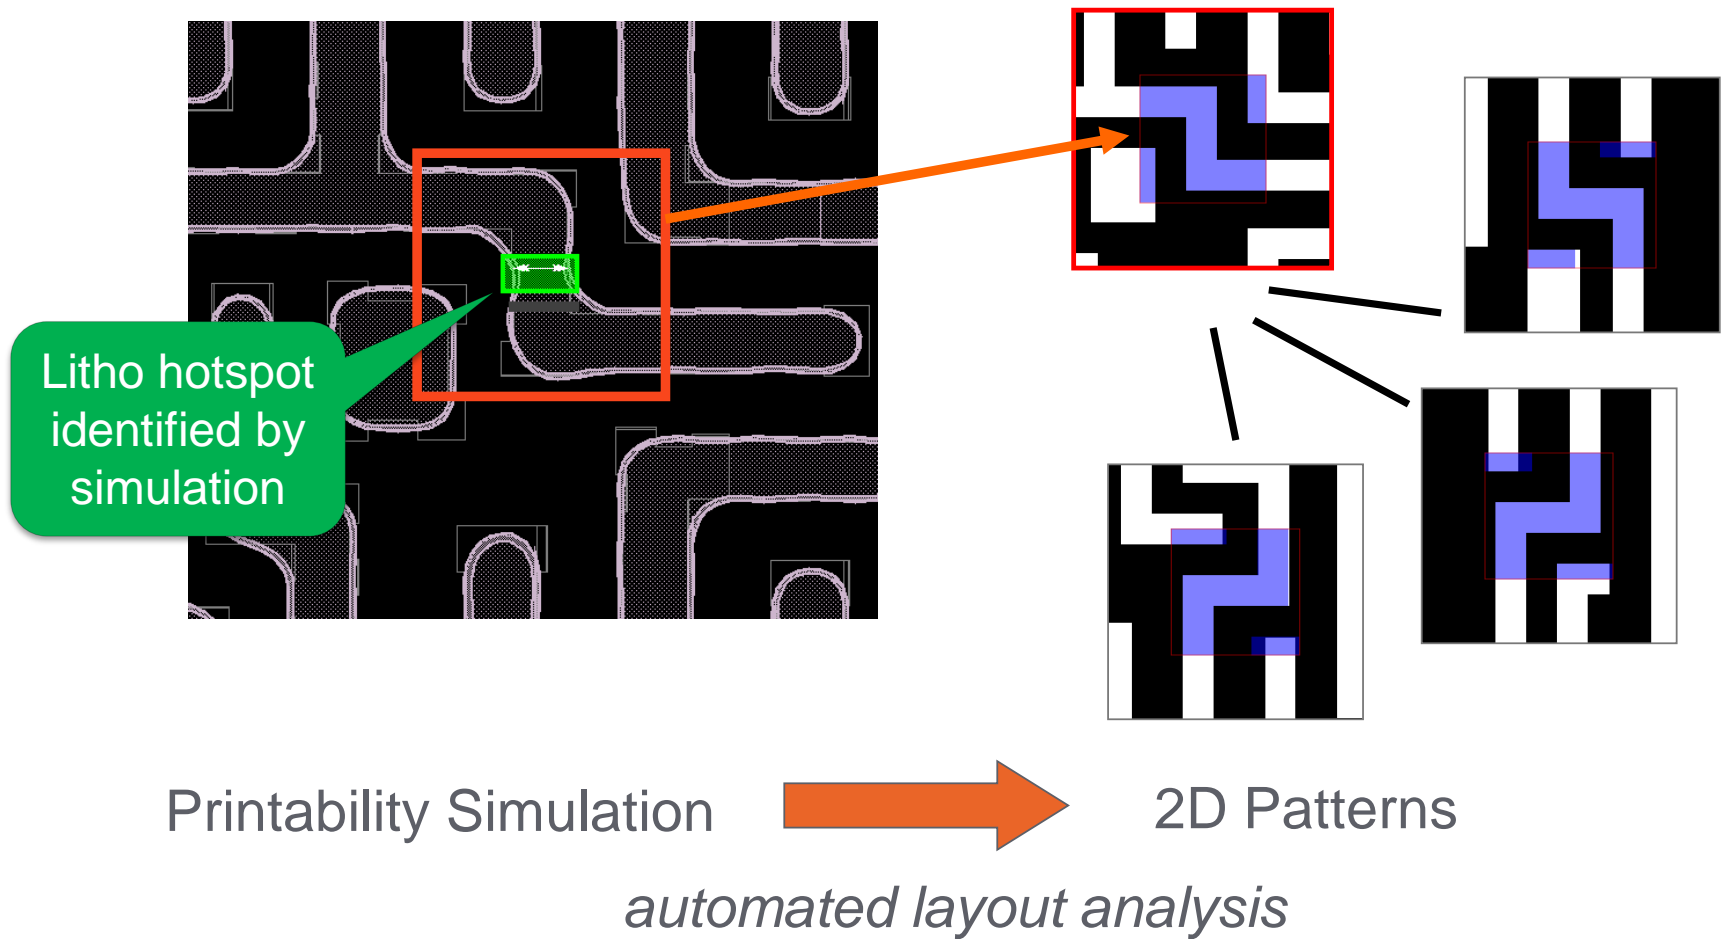 Litho hotspot
identified by
simulation
Printability Simulation
2D Patterns
automated layout analysis